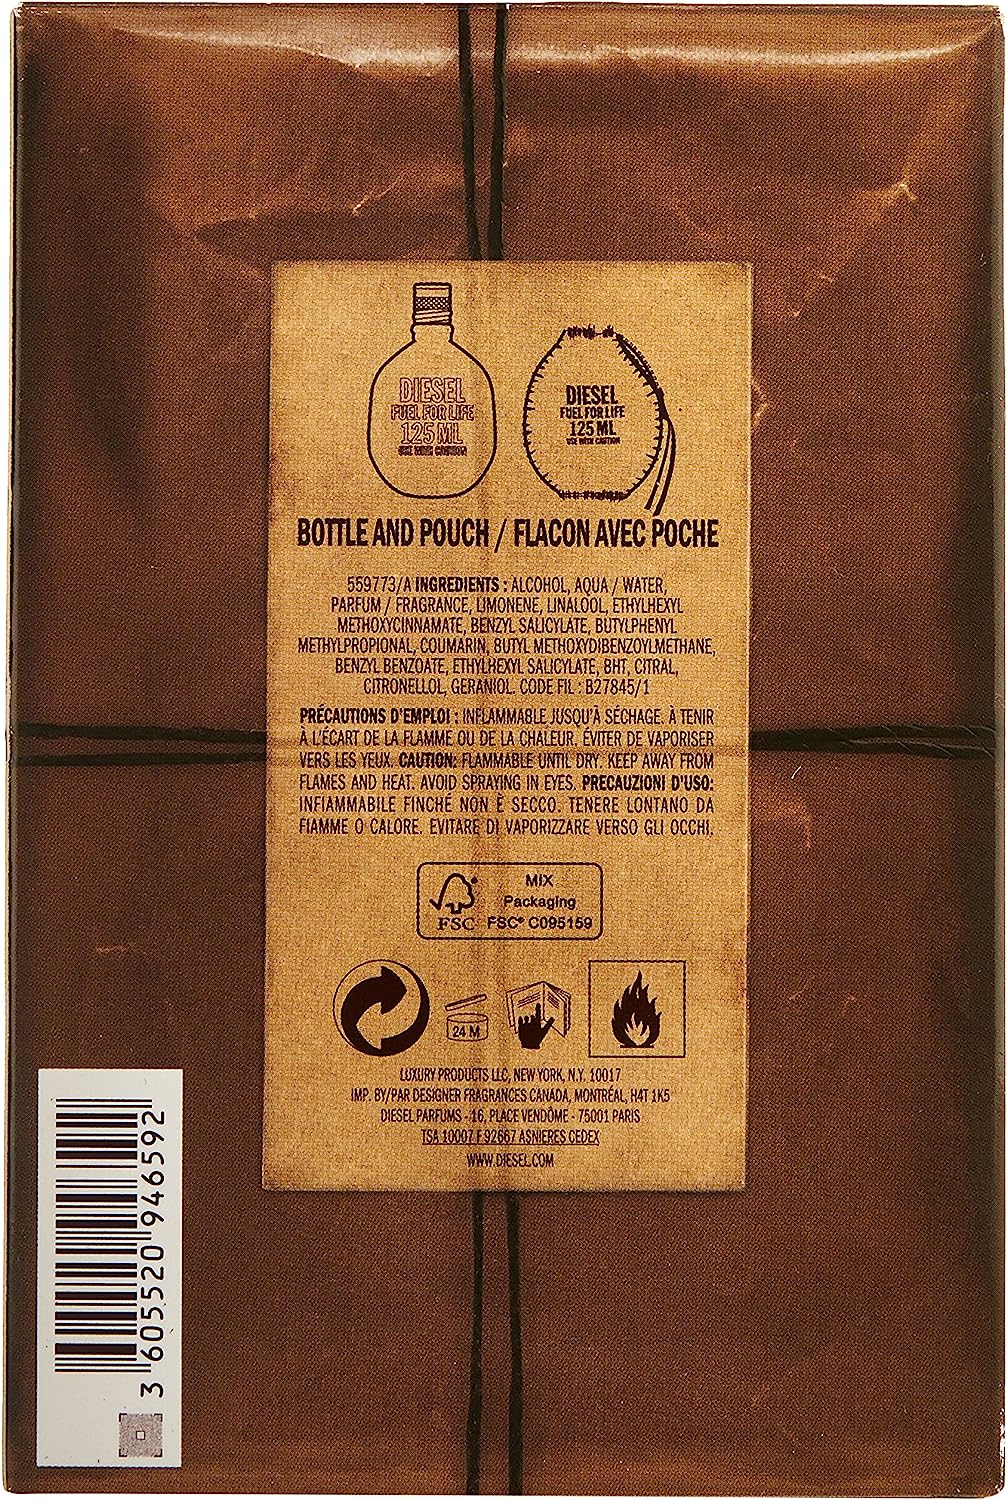 DIESEL
FUEL FOR LIFE
125 ML
USE WITH CAUTION
DIESEL
FUEL FOR LIFE
125 ML
USE WITH CAUTION
BOTTLE AND POUCH / FLACON AVEC POCHE
559773/A INGREDIENTS : ALCOHOL, AQUA / WATER,
PARFUM / FRAGRANCE, LIMONENE, LINALOOL, ETHYLHEXYL
METHOXYCINNAMATE, BENZYL SALICYLATE, BUTYLPHENYL
METHYLPROPIONAL, COUMARIN, BUTYL METHOXYDIBENZOYLMETHANE,
BENZYL BENZOATE, ETHYLHEXYL SALICYLATE, BHT, CITRAL,
CITRONELLOL, GERANIOL. CODE FIL : B27845/1
PRÉCAUTIONS D'EMPLOI : INFLAMMABLE JUSQU'À SÉCHAGE. À TENIR
À L'ÉCART DE LA FLAMME OU DE LA CHALEUR. ÉVITER DE VAPORISER
VERS LES YEUX. CAUTION: FLAMMABLE UNTIL DRY. KEEP AWAY FROM
FLAMES AND HEAT. AVOID SPRAYING IN EYES. PRECAUZIONI D'USO:
INFIAMMABILE FINCHÉ NON È SECCO. TENERE LONTANO DA
FIAMME O CALORE. EVITARE DI VAPORIZZARE VERSO GLI OCCHI.
FSC
MIX
Packaging
FSC® C095159
24 M
LUXURY PRODUCTS LLC, NEW YORK, N.Y. 10017
IMP. BY/PAR DESIGNER FRAGRANCES CANADA, MONTRÉAL, H4T 1K5
DIESEL PARFUMS - 16, PLACE VENDÔME - 75001 PARIS
TSA 10007 F 92667 ASNIERES CEDEX
WWW.DIESEL.COM
3 605520 946592